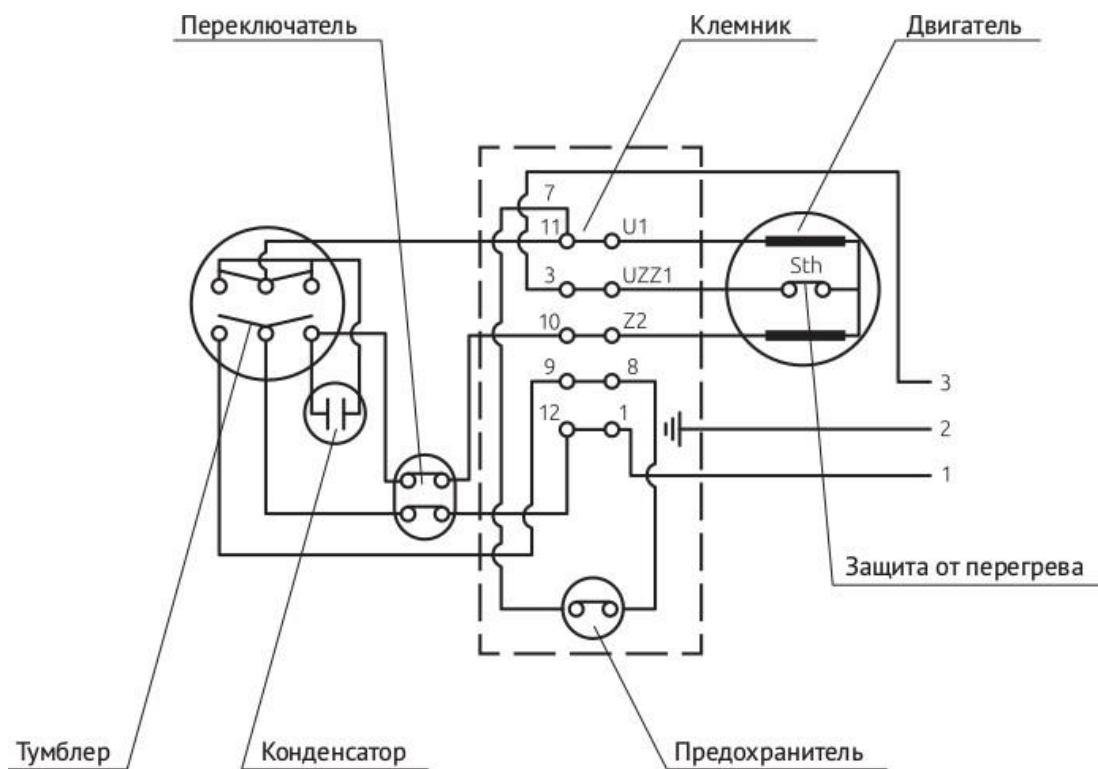 Переключатель
Клемник
Двигатель
7
11
U1
Sth
3
UZZ1
10
Z2
9
8
3
12
1
2
1
Защита от перегрева
Тумблер
Конденсатор
Предохранитель